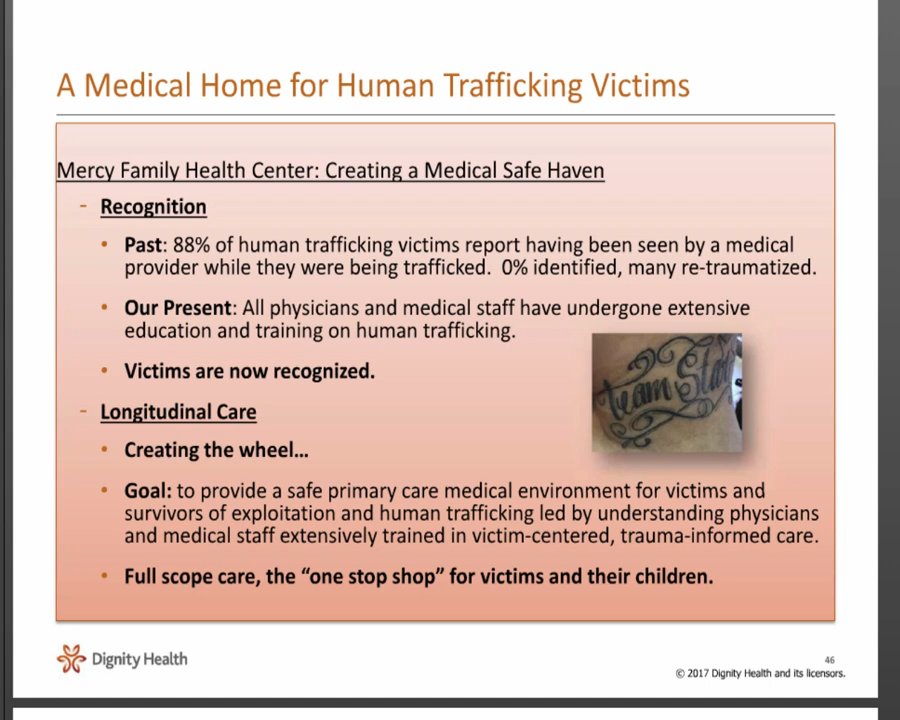 A Medical Home for Human Trafficking Victims
Mercy Family Health Center: Creating a Medical Safe Haven
- Recognition
• Past: 88% of human trafficking victims report having been seen by a medical
provider while they were being trafficked. 0% identified, many re-traumatized.
• Our Present: All physicians and medical staff have undergone extensive
education and training on human trafficking.
• Victims are now recognized.
team
- Longitudinal Care
• Creating the wheel...
• Goal: to provide a safe primary care medical environment for victims and
survivors of exploitation and human trafficking led by understanding physicians
and medical staff extensively trained in victim-centered, trauma-informed care.
• Full scope care, the “one stop shop” for victims and their children.
Dignity Health
46
© 2017 Dignity Health and its licensors.